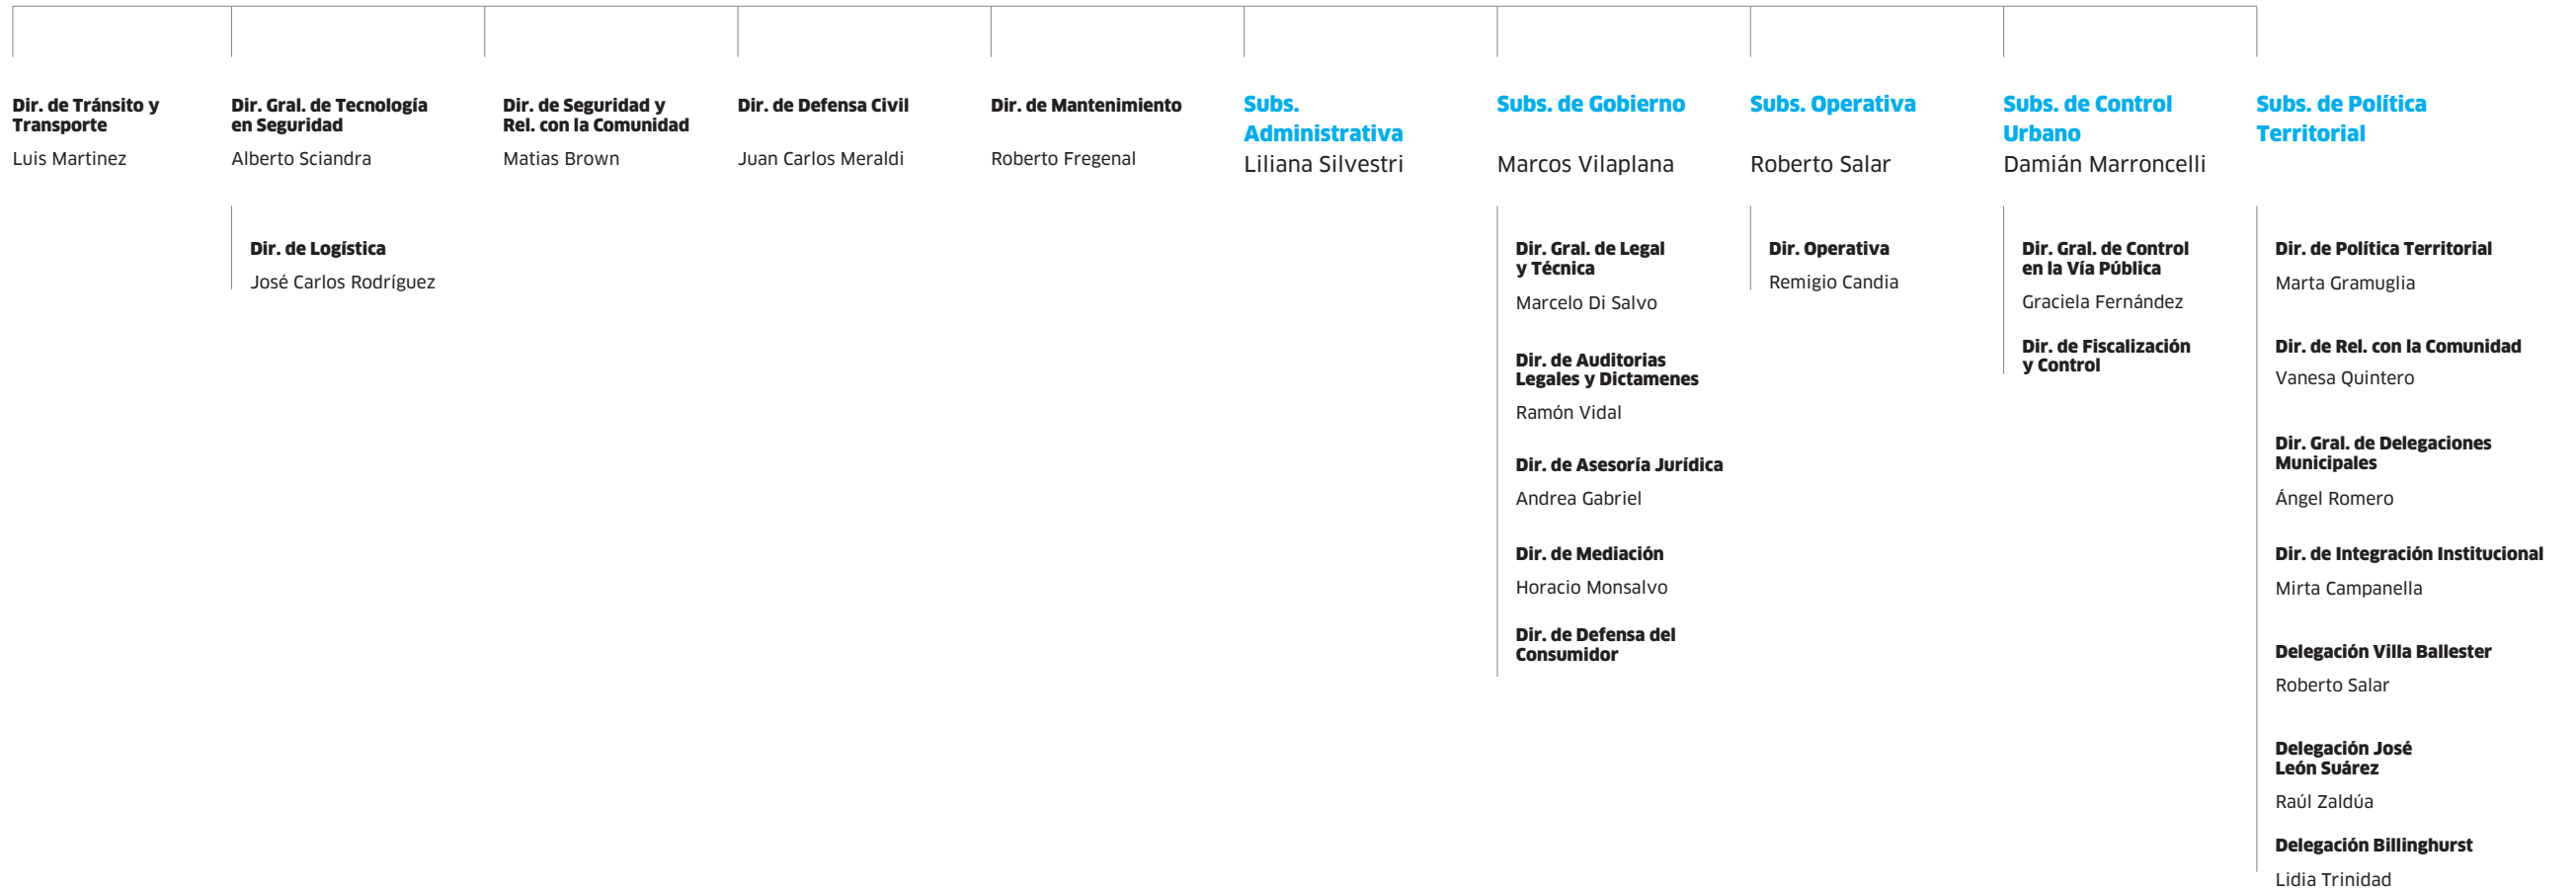 Dir. de Tránsito y
Transporte
Luis Martinez
Dir. Gral. de Tecnología
en Seguridad
Alberto Sciandra
Dir. de Logística
José Carlos Rodríguez
Dir. de Seguridad y
Rel. con la Comunidad
Matias Brown
Dir. de Defensa Civil
Juan Carlos Meraldi
Dir. de Mantenimiento
Roberto Fregenal
Subs.
Administrativa
Liliana Silvestri
Subs. de Gobierno
Marcos Vilaplana
Dir. Gral. de Legal
y Técnica
Marcelo Di Salvo
Dir. de Auditorias
Legales y Dictamenes
Ramón Vidal
Dir. de Asesoría Jurídica
Andrea Gabriel
Dir. de Mediación
Horacio Monsalvo
Dir. de Defensa del
Consumidor
Subs. Operativa
Roberto Salar
Dir. Operativa
Remigio Candia
Subs. de Control
Urbano
Damián Marroncelli
Dir. Gral. de Control
en la Vía Pública
Graciela Fernández
Dir. de Fiscalización
y Control
Subs. de Política
Territorial
Dir. de Política Territorial
Marta Gramuglia
Dir. de Rel. con la Comunidad
Vanesa Quintero
Dir. Gral. de Delegaciones
Municipales
Ángel Romero
Dir. de Integración Institucional
Mirta Campanella
Delegación Villa Ballester
Roberto Salar
Delegación José
León Suárez
Raúl Zaldúa
Delegación Billinghurst
Lidia Trinidad